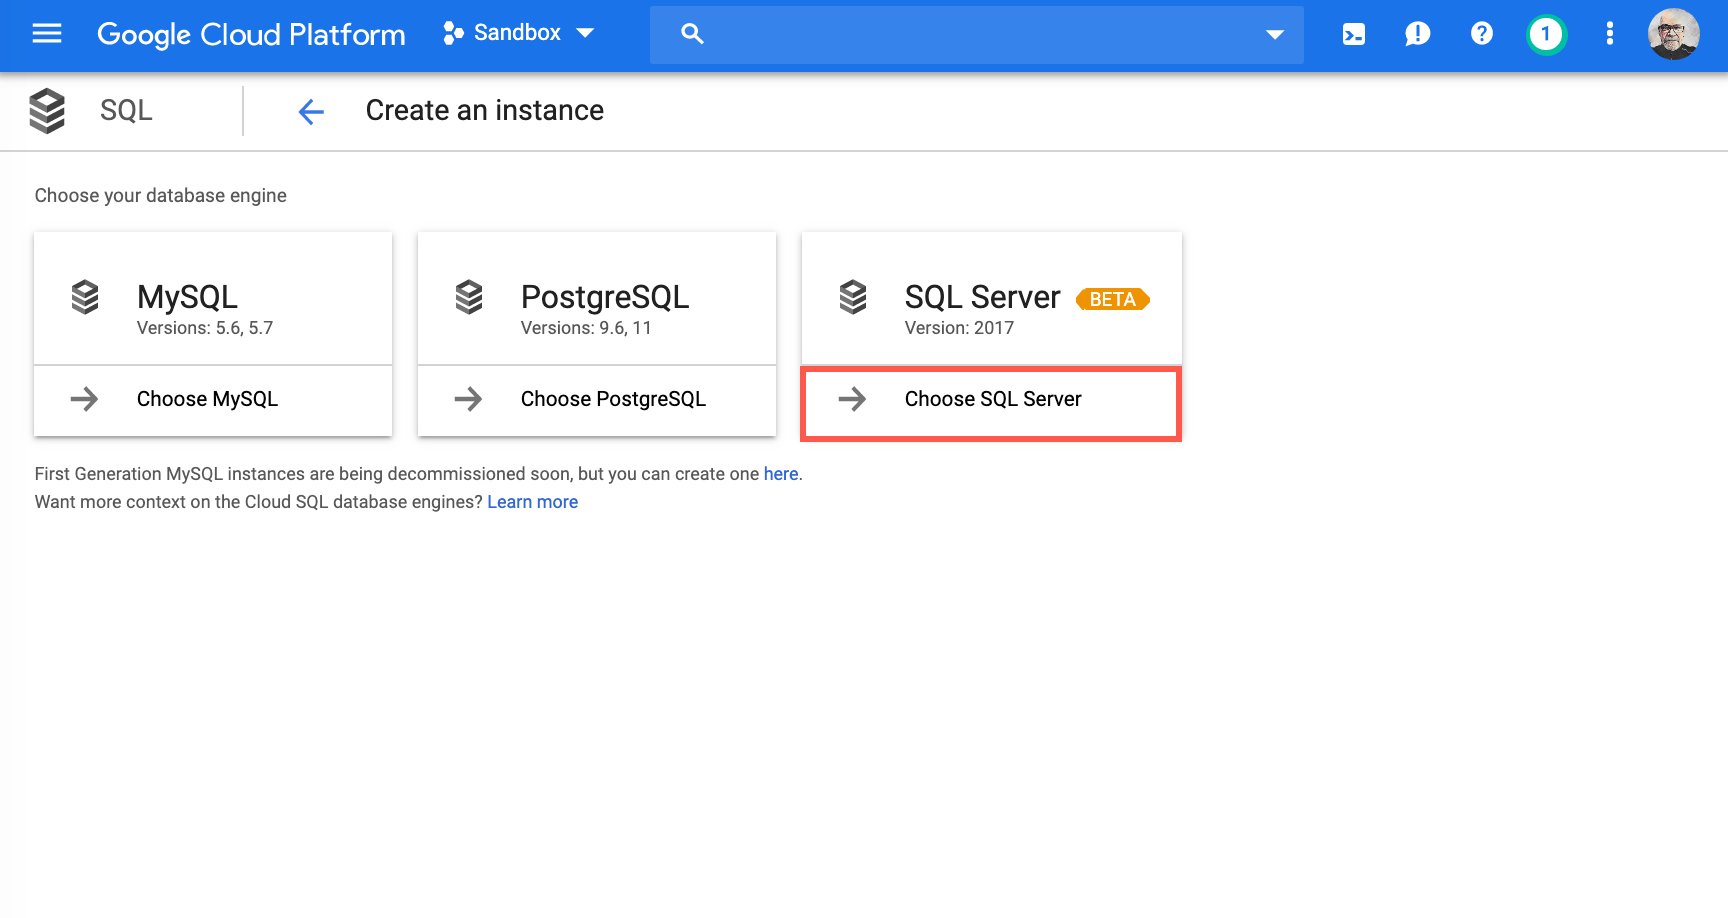 Google Cloud Platform
Sandbox
1
SQL
Create an instance
Choose your database engine
MySQL
Versions: 5.6, 5.7
Choose MySQL
PostgreSQL
Versions: 9.6, 11
Choose PostgreSQL
SQL Server BETA
Version: 2017
Choose SQL Server
First Generation MySQL instances are being decommissioned soon, but you can create one here.
Want more context on the Cloud SQL database engines? Learn more